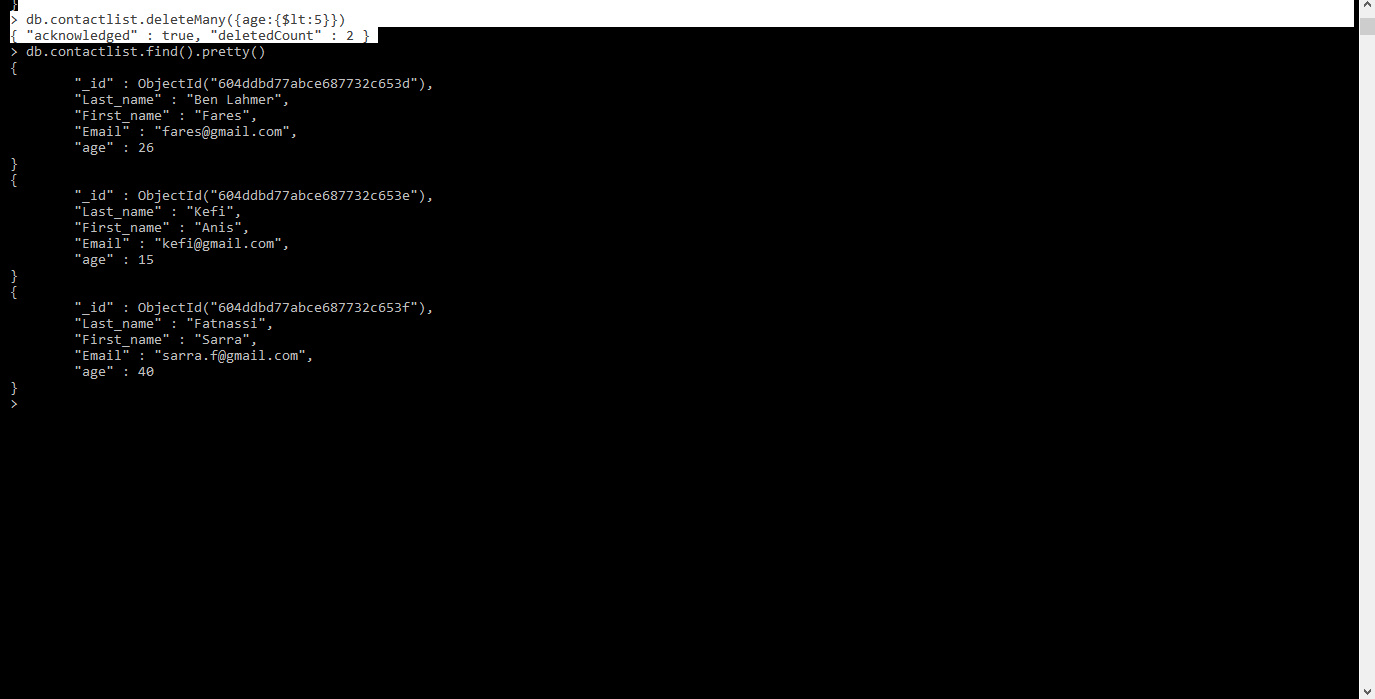 }
> db.contactlist.deleteMany({age:{$lt:5}})
{ "acknowledged" : true, "deletedCount" : 2 }
> db.contactlist.find().pretty()
{
        "_id" : ObjectId("604ddbd77abce687732c653d"),
        "Last_name" : "Ben Lahmer",
        "First_name" : "Fares",
        "Email" : "fares@gmail.com",
        "age" : 26
}
{
        "_id" : ObjectId("604ddbd77abce687732c653e"),
        "Last_name" : "Kefi",
        "First_name" : "Anis",
        "Email" : "kefi@gmail.com",
        "age" : 15
}
{
        "_id" : ObjectId("604ddbd77abce687732c653f"),
        "Last_name" : "Fatnassi",
        "First_name" : "Sarra",
        "Email" : "sarra.f@gmail.com",
        "age" : 40
}
>